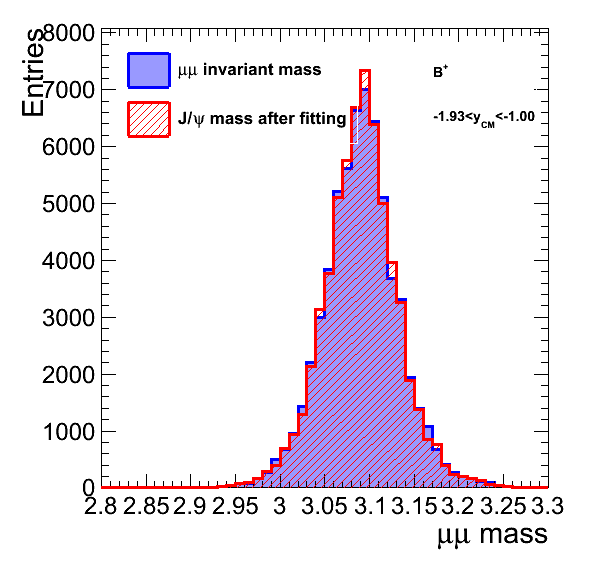 Entries
8000
7000
6000
5000
4000
3000
2000
1000
0
μμ invariant mass
J/ψ mass after fitting
B⁺
-1.93<y_CM<-1.00
2.8 2.85 2.9 2.95 3 3.05 3.1 3.15 3.2 3.25 3.3
μμ mass